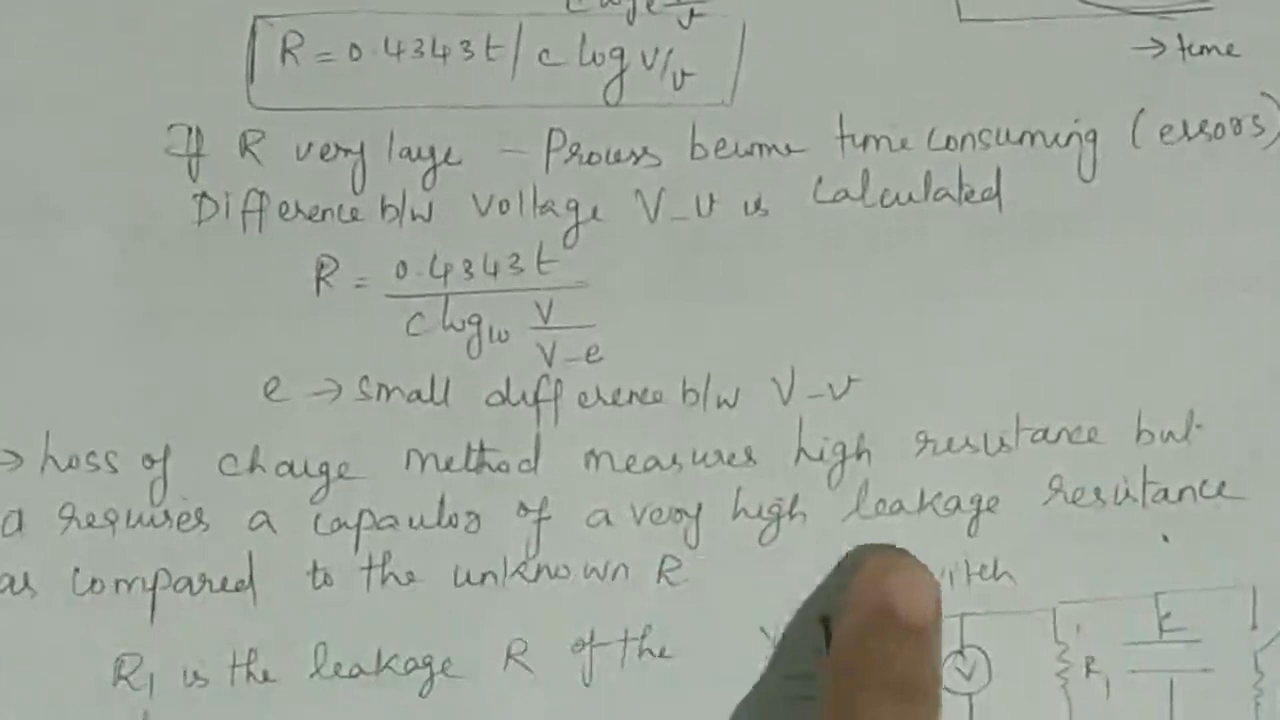 → time
R = 0.4343t / c log V/v
If R very large - Process become time consuming (errors)
Difference b/w voltage V-v is calculated
R = 0.4343t / c log10 V / V-e
e → small difference b/w V-v
→ Loss of charge method measures high resistance but
a requires a capacitor of a very high leakage resistance
as compared to the unknown R
R1 is the leakage R of the
V
R1